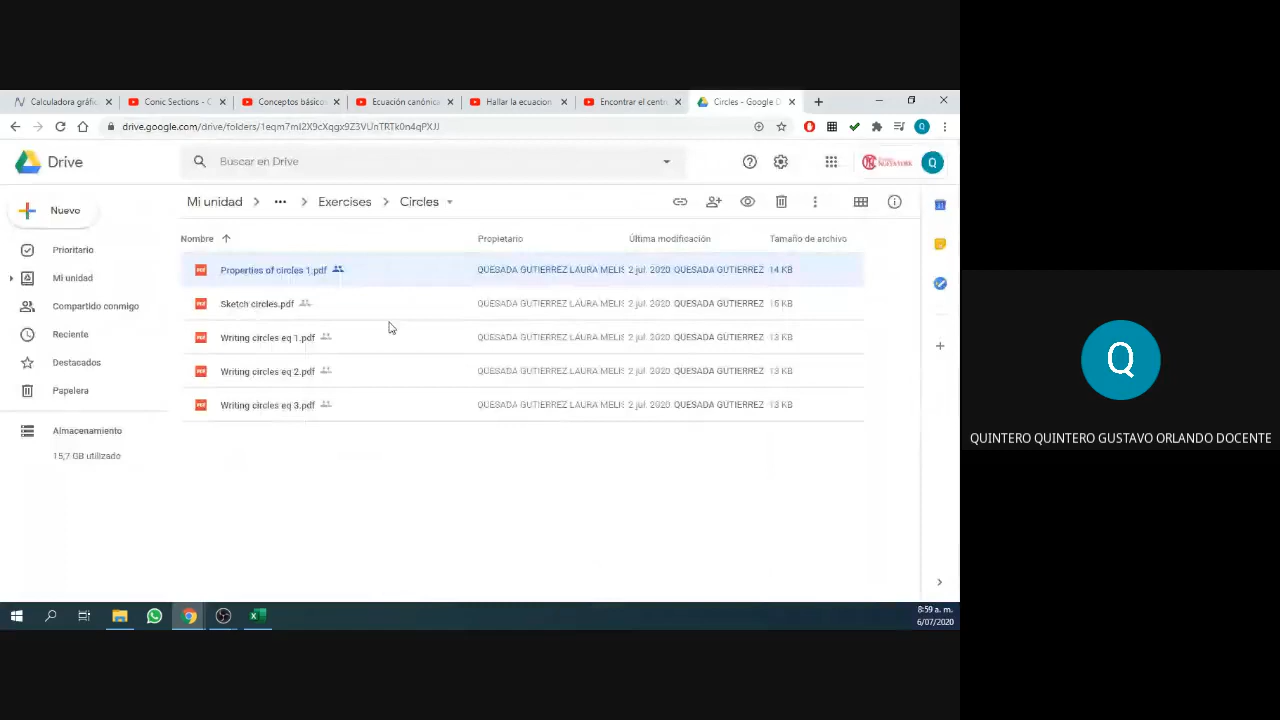 Calculadora gráfic
Conic Sections - C
Conceptos básicos
Ecuación canónica
Hallar la ecuacion
Encontrar el centro
Circles - Google D
drive.google.com/drive/folders/
Drive
Buscar en Drive
Q
Nuevo
Mi unidad
Exercises
Circles
Nombre
Propietario
Última modificación
Tamaño de archivo
Prioritario
Mi unidad
Compartido conmigo
Reciente
Destacados
Papelera
Almacenamiento
15,7 GB utilizado
Properties of circles 1.pdf QUESADA GUTIERREZ LAURA MELIS 2 jul. 2020 QUESADA GUTIERREZ 14 KB
Sketch circles.pdf QUESADA GUTIERREZ LAURA MELIS 2 jul. 2020 QUESADA GUTIERREZ 15 KB
Writing circles eq 1.pdf QUESADA GUTIERREZ LAURA MELIS 2 jul. 2020 QUESADA GUTIERREZ 13 KB
Writing circles eq 2.pdf QUESADA GUTIERREZ LAURA MELIS 2 jul. 2020 QUESADA GUTIERREZ 13 KB
Writing circles eq 3.pdf QUESADA GUTIERREZ LAURA MELIS 2 jul. 2020 QUESADA GUTIERREZ 13 KB
8:59 a. m.
6/07/2020
Q
QUINTERO QUINTERO GUSTAVO ORLANDO DOCENTE